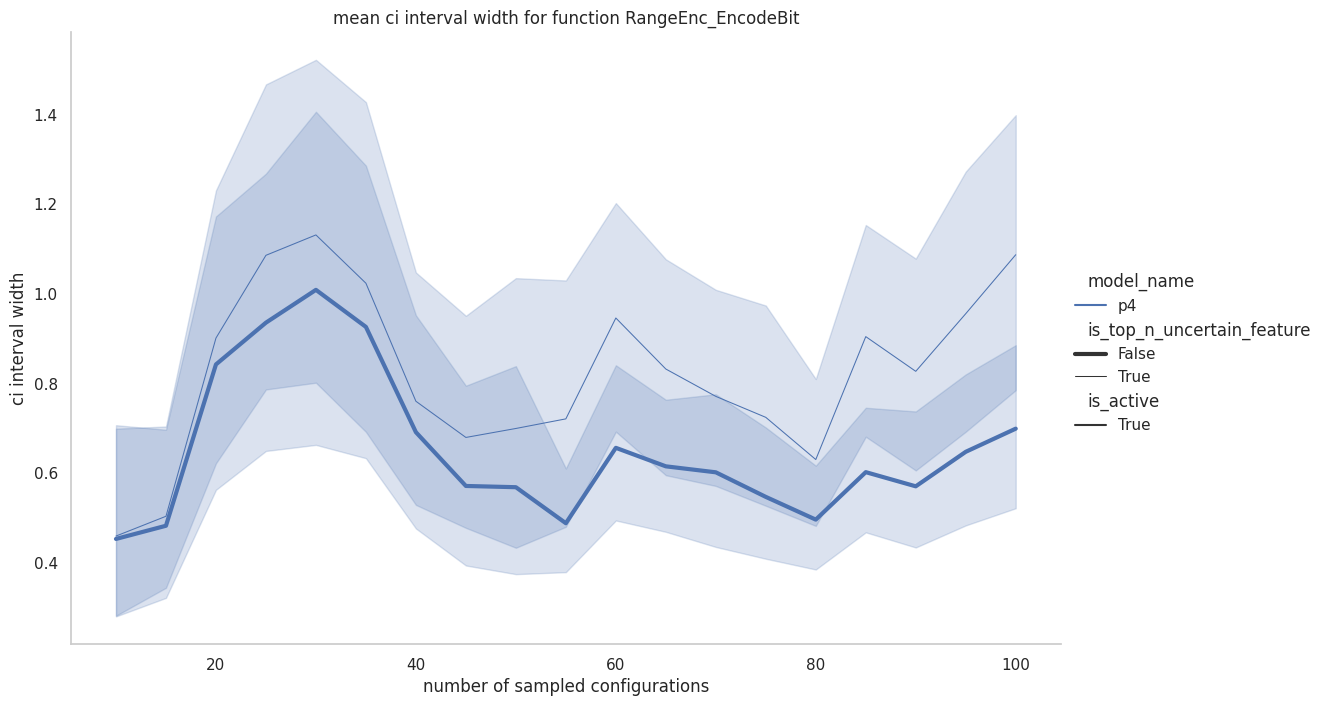 mean ci interval width for function RangeEnc_EncodeBit
ci interval width
1.4
1.2
1.0
0.8
0.6
0.4
20
40
60
80
100
number of sampled configurations
model_name
p4
is_top_n_uncertain_feature
False
True
is_active
True